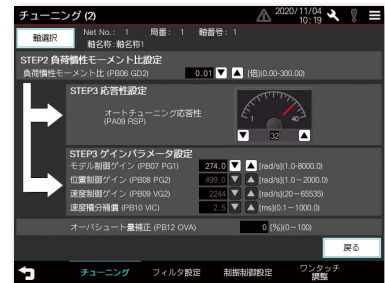 チューニング (2)
2020/11/04
10:19
軸選択
Net No.: 1 局番: 1 軸番号: 1
軸名称:軸名称1
STEP2 負荷慣性モーメント比設定
負荷慣性モーメント比 (PB06 GD2) 0.01 [倍](0.00-300.00)
STEP3 応答性設定
オートチューニング応答性
(PA09 RSP)
1 40
32
STEP3 ゲインパラメータ設定
モデル制御ゲイン (PB07 PG1) 274.0 [rad/s](1.0-8000.0)
位置制御ゲイン (PB08 PG2) 499.0 [rad/s](1.0~2000.0)
速度制御ゲイン (PB09 VG2) 2244 [rad/s](20~65535)
速度積分補償 (PB10 VIC) 2.5 [ms](0.1~1000.0)
オーバシュート量補正 (PB12 OVA) 0 [%](0~100)
戻る
チューニング フィルタ設定 制振制御設定 ワンタッチ
調整